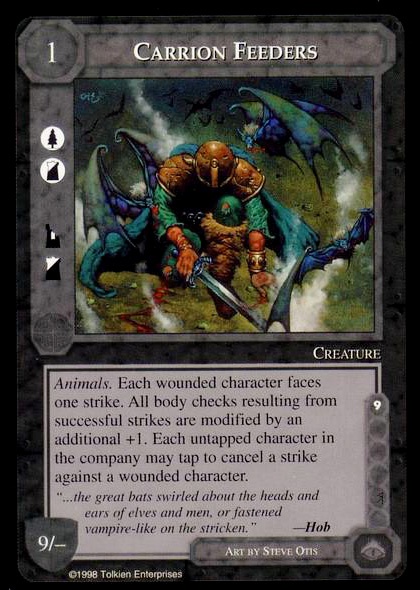 1
CARRION FEEDERS
CREATURE
Animals. Each wounded character faces
one strike. All body checks resulting from
successful strikes are modified by an
additional +1. Each untapped character in
the company may tap to cancel a strike
against a wounded character.
9
"...the great bats swirled about the heads and
ears of elves and men, or fastened
vampire-like on the stricken." —Hob
9/–
ART BY STEVE OTIS
©1998 Tolkien Enterprises